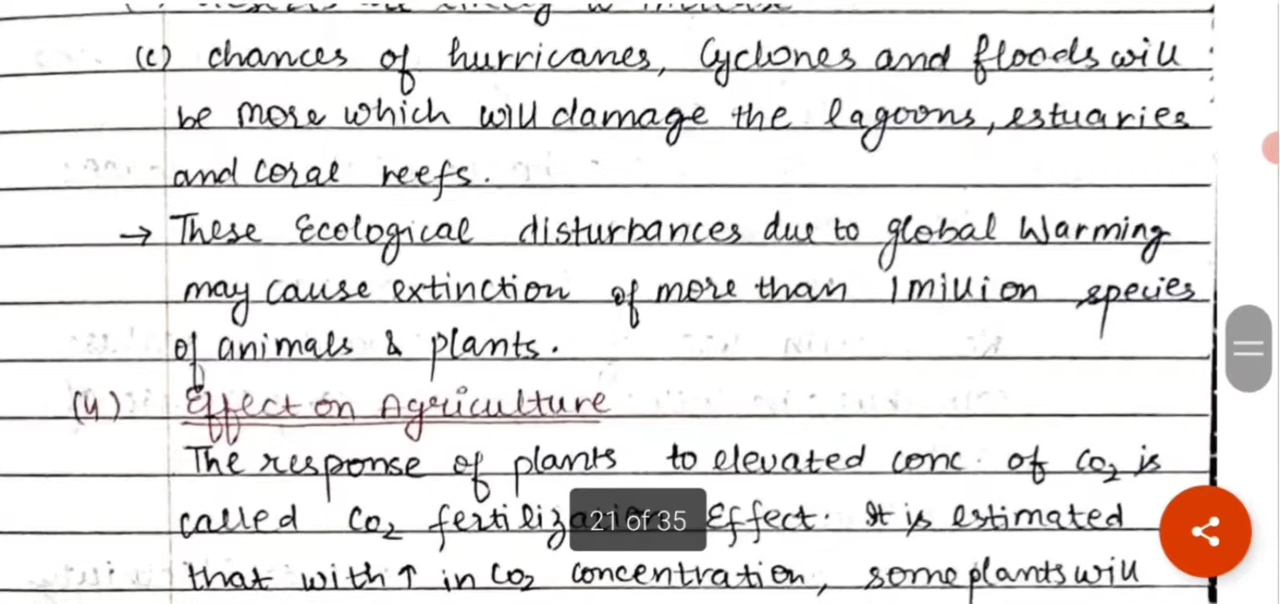 (c) chances of hurricanes, Cyclones and floods will
be more which will damage the lagoons, estuaries
and coral reefs.
→ These Ecological disturbances due to global Warming
may cause extinction of more than 1 million species
of animals & plants.
(4) Effect on Agriculture
The response of plants to elevated conc. of CO₂ is
called CO₂ fertilization Effect. It is estimated
21 of 35
that with ↑ in CO₂ concentration, some plants will